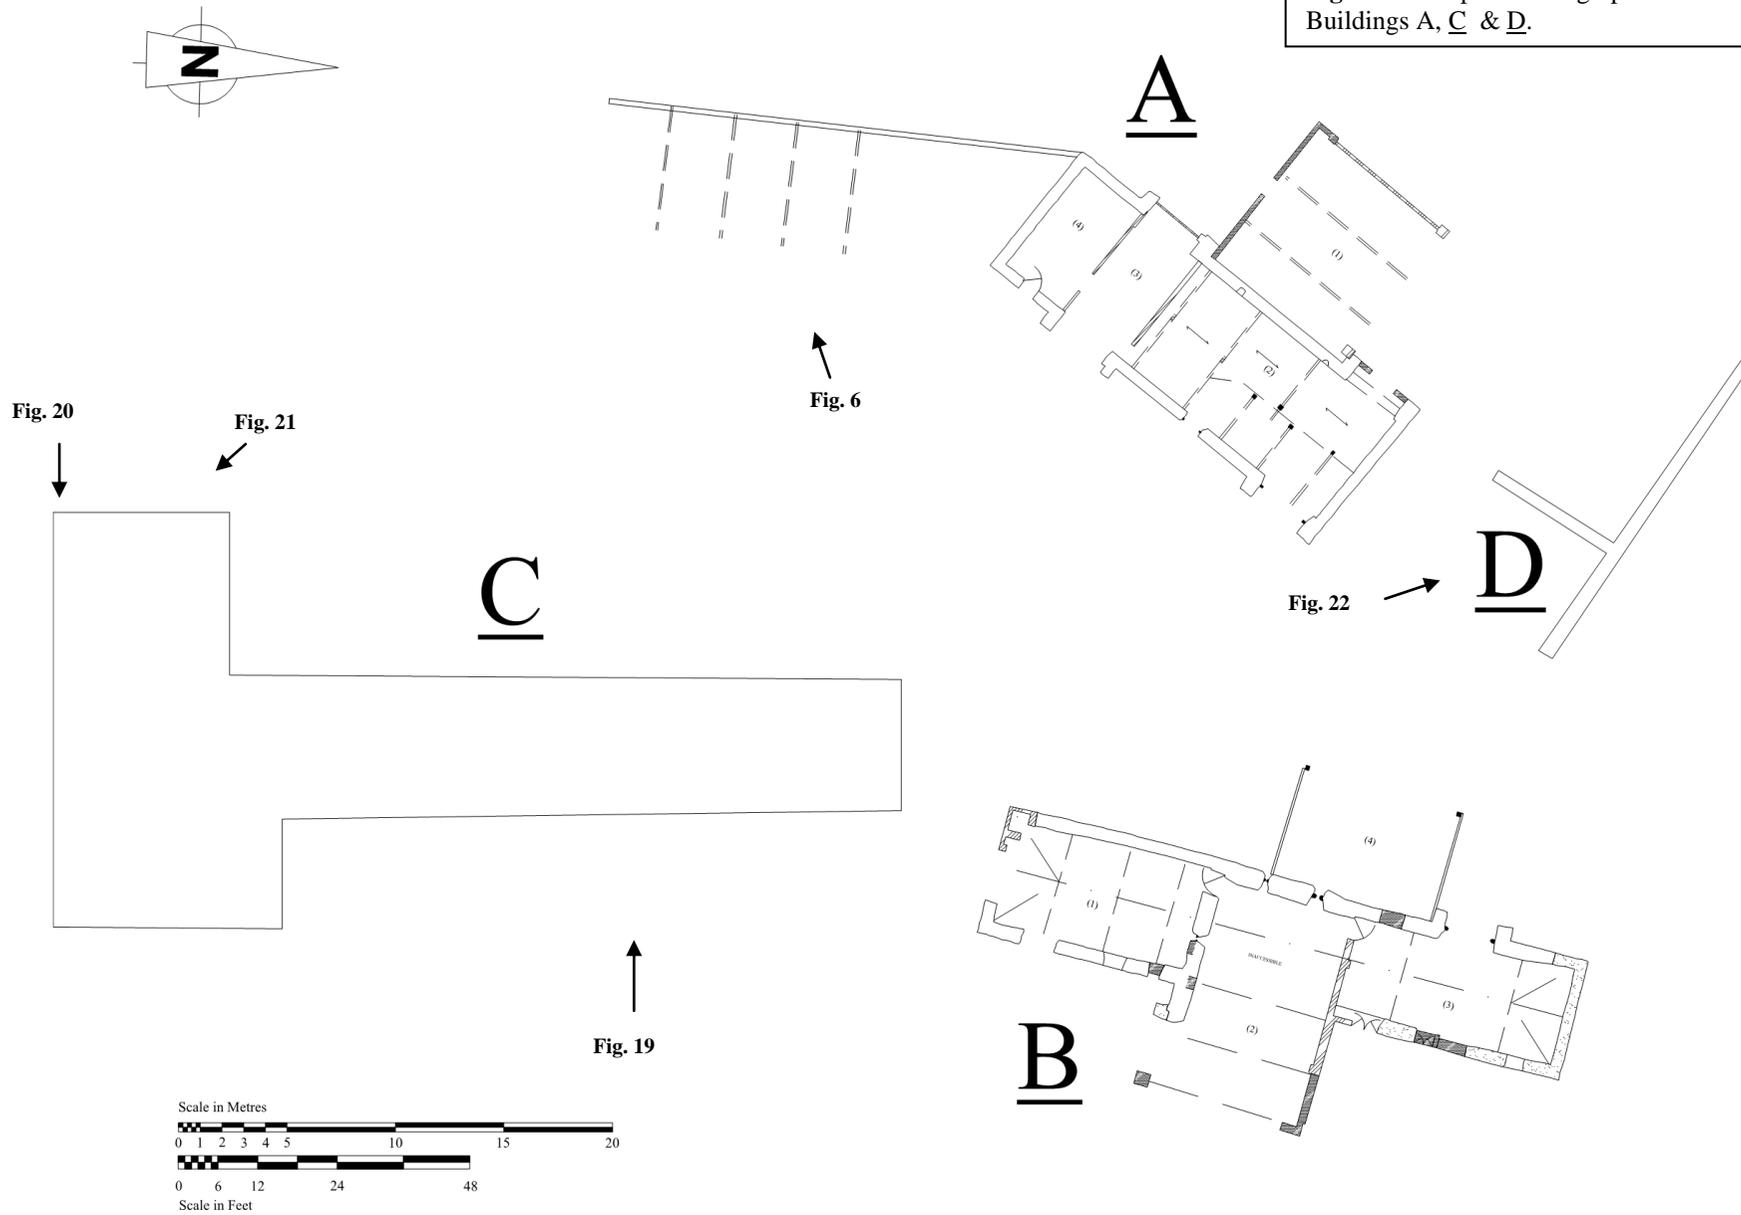 Buildings A, C & D.
N
A
(4)
(3)
(1)
(2)
Fig. 6
Fig. 20
Fig. 21
C
D
Fig. 22
(4)
(1)
INACCESSIBLE
(3)
(2)
B
Fig. 19
Scale in Metres
0 1 2 3 4 5 10 15 20
0 6 12 24 48
Scale in Feet